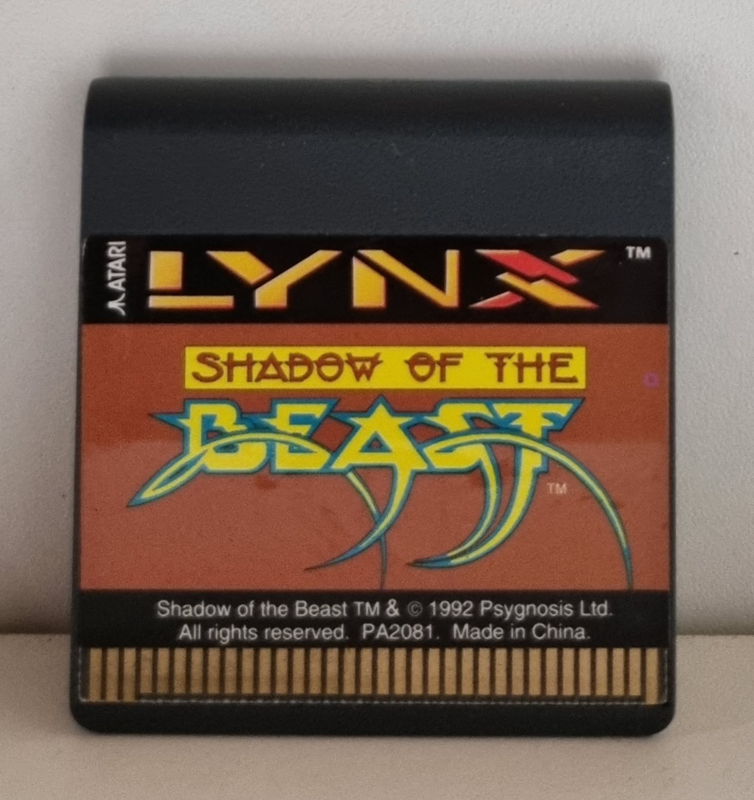 ATARI
LYNX TM
SHADOW OF THE
BEAST
TM
Shadow of the Beast TM & © 1992 Psygnosis Ltd.
All rights reserved. PA2081. Made in China.